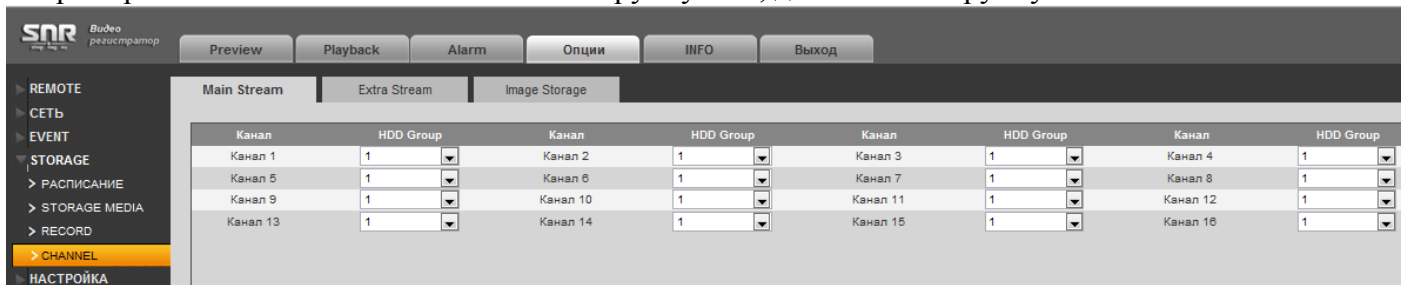 SNR Видео регистратор
Preview Playback Alarm Опции INFO Выход
REMOTE
СЕТЬ
EVENT
STORAGE
> РАСПИСАНИЕ
> STORAGE MEDIA
> RECORD
> CHANNEL
НАСТРОЙКА
Main Stream Extra Stream Image Storage
Канал HDD Group Канал HDD Group Канал HDD Group Канал HDD Group
Канал 1 1 Канал 2 1 Канал 3 1 Канал 4 1
Канал 5 1 Канал 6 1 Канал 7 1 Канал 8 1
Канал 9 1 Канал 10 1 Канал 11 1 Канал 12 1
Канал 13 1 Канал 14 1 Канал 15 1 Канал 16 1